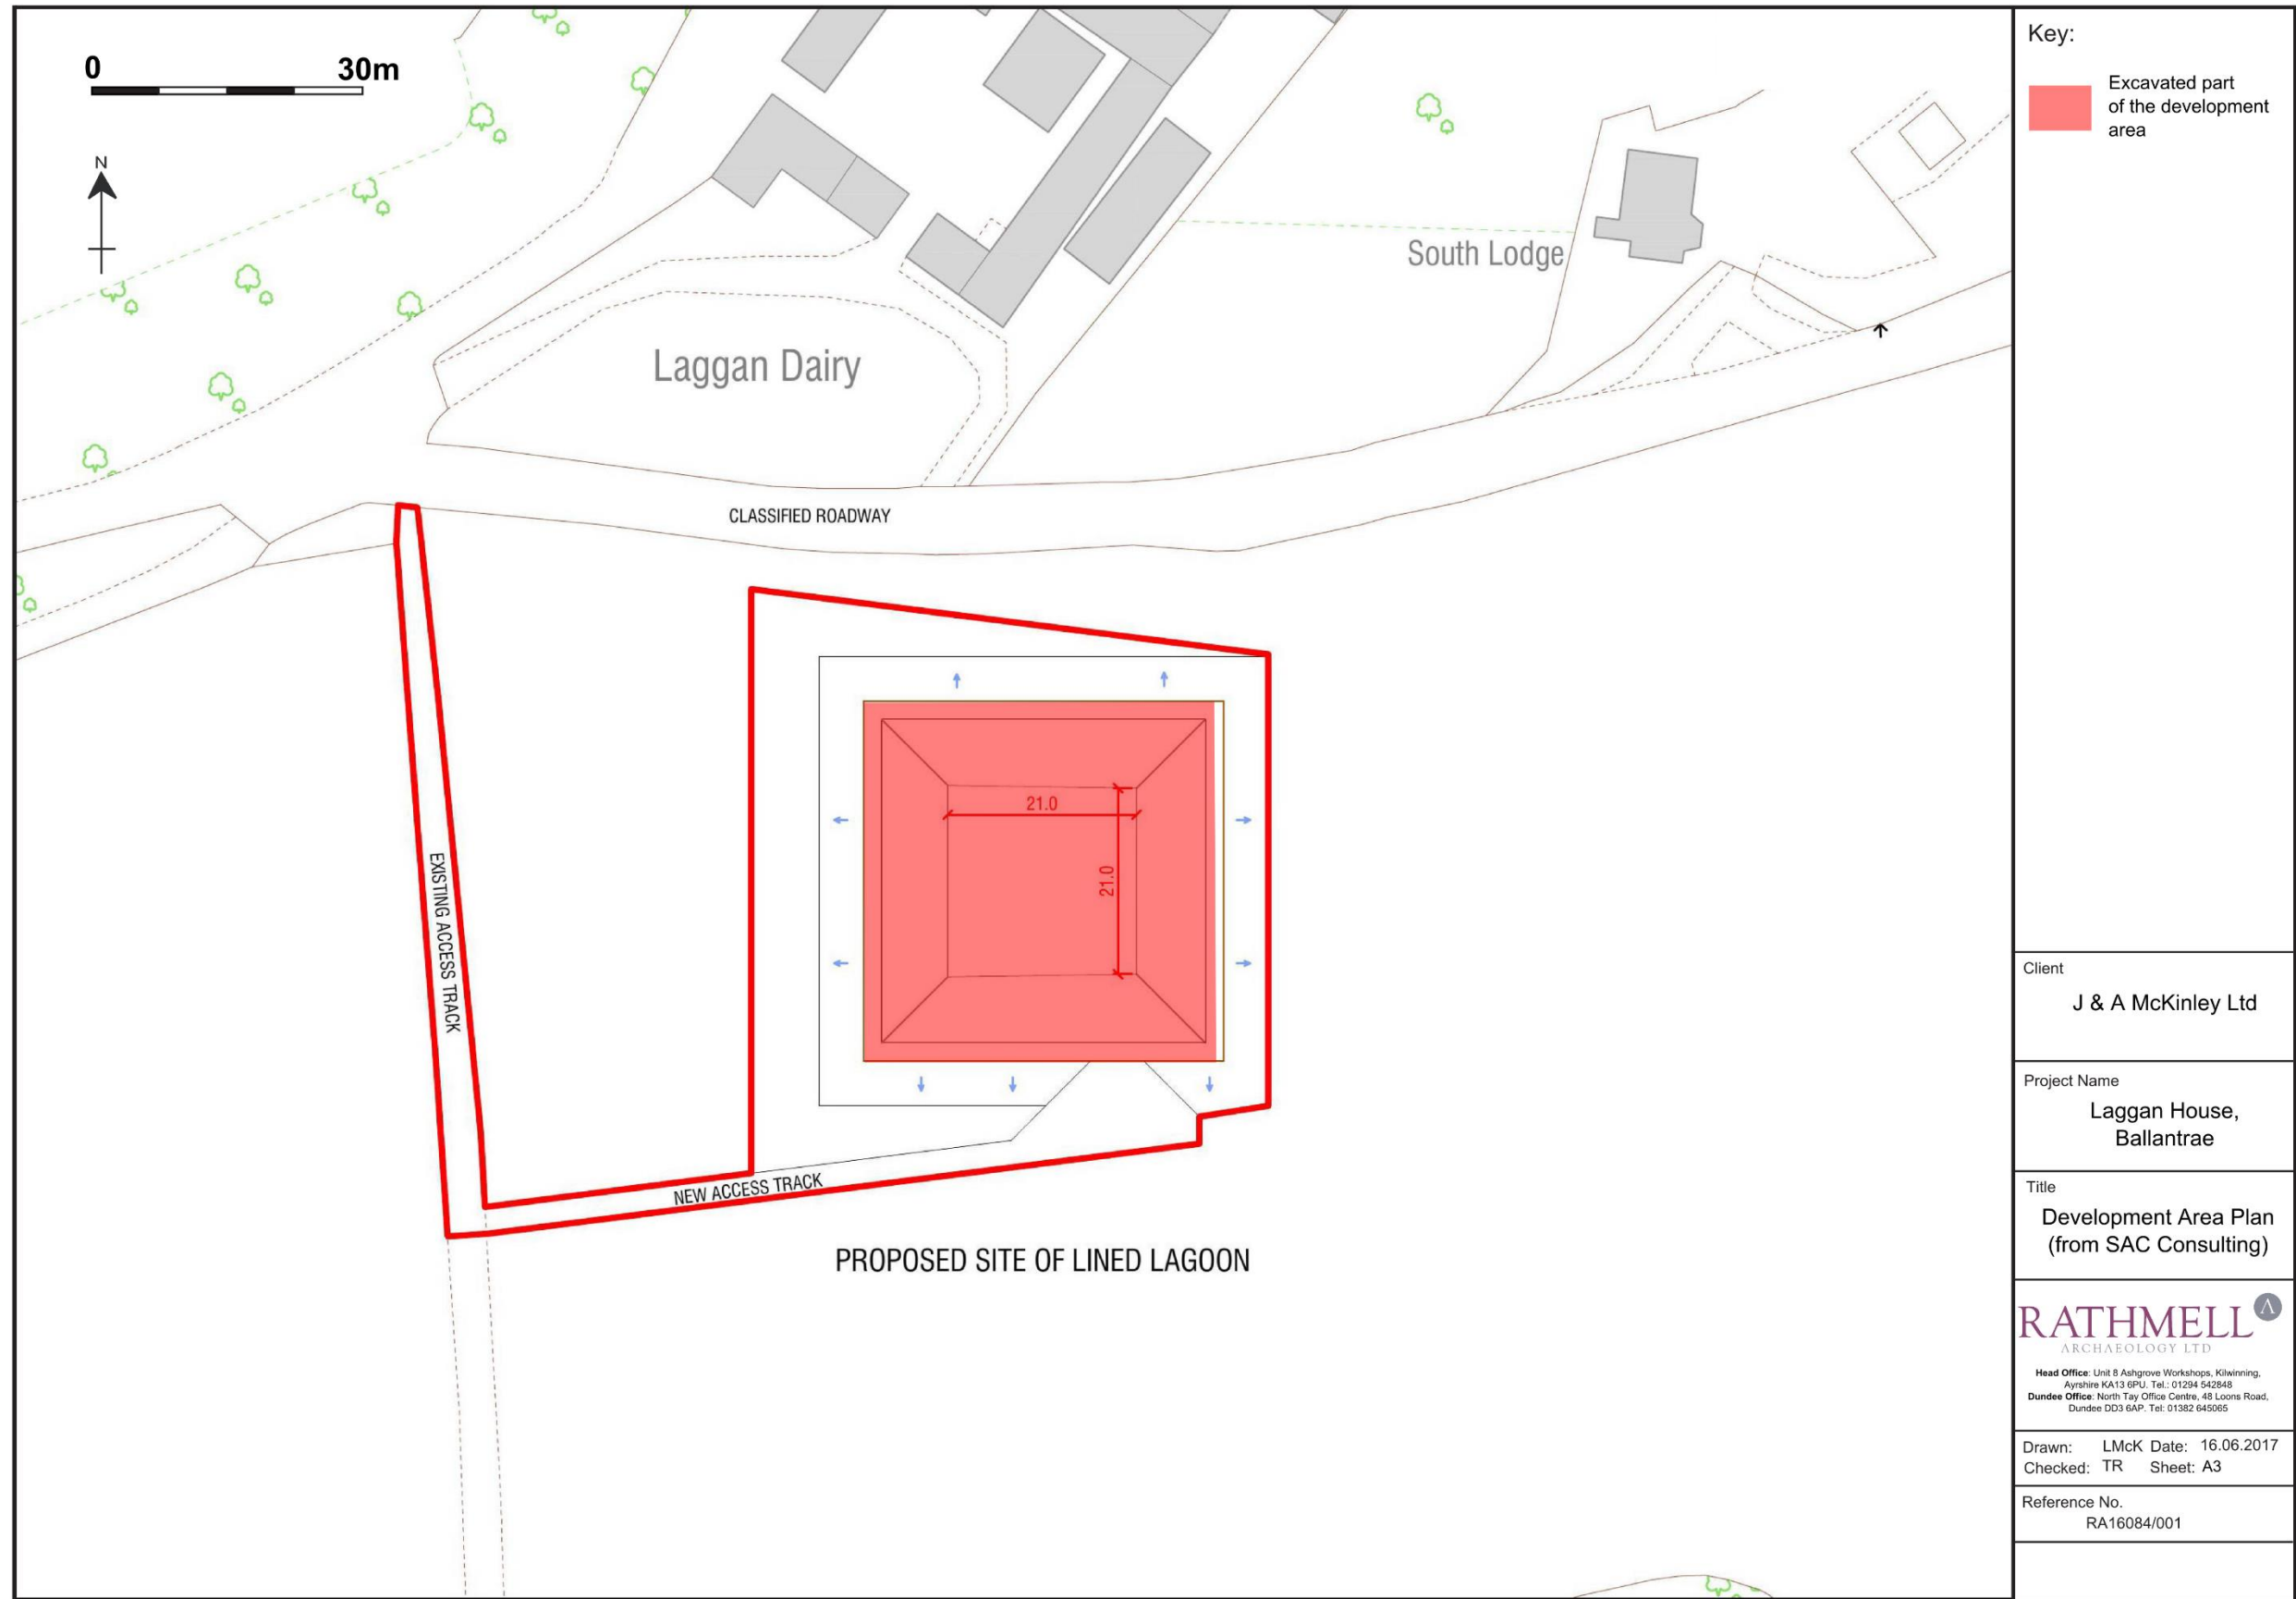 0 30m
N
South Lodge
Laggan Dairy
CLASSIFIED ROADWAY
21.0
21.0
EXISTING ACCESS TRACK
NEW ACCESS TRACK
PROPOSED SITE OF LINED LAGOON
Key:
Excavated part
of the development
area
Client
J & A McKinley Ltd
Project Name
Laggan House,
Ballantrae
Title
Development Area Plan
(from SAC Consulting)
RATHMELL
ARCHAEOLOGY LTD
Head Office: Unit 8 Ashgrove Workshops, Kilwinning,
Ayrshire KA13 6PU. Tel.: 01294 542848
Dundee Office: North Tay Office Centre, 48 Loons Road,
Dundee DD3 6AP. Tel: 01382 645065
Drawn: LMcK Date: 16.06.2017
Checked: TR Sheet: A3
Reference No.
RA16084/001